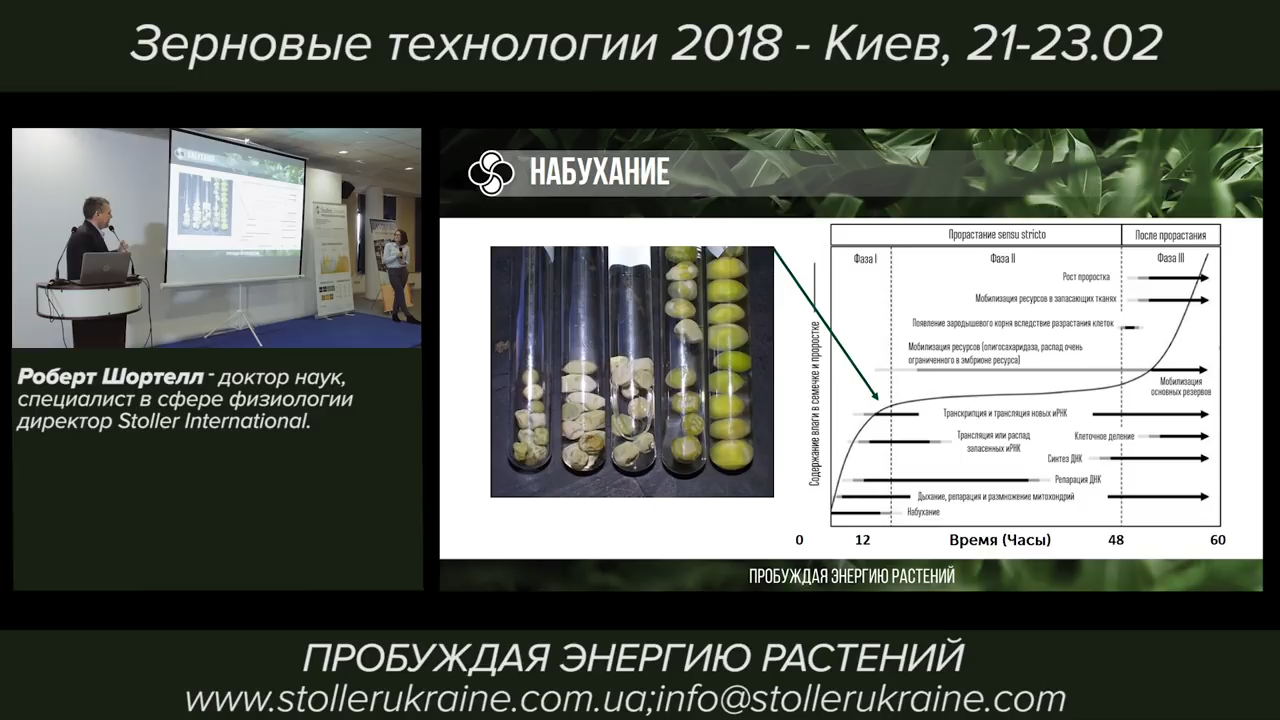 Зерновые технологии 2018 - Киев, 21-23.02
НАБУХАНИЕ
Роберт Шортелл - доктор наук,
специалист в сфере физиологии
директор Stoller International.
НАБУХАНИЕ
Прорастание sensu stricto
После прорастания
Фаза I
Фаза II
Фаза III
Рост проростка
Мобилизация ресурсов в запасающих тканях
Появление зародышевого корня вследствие разрастания клеток
Мобилизация ресурсов (олигосахаридаза, распад очень
ограниченного в эмбрионе ресурса)
Мобилизация
основных резервов
Транскрипция и трансляция новых иРНК
Трансляция или распад
запасенных иРНК
Клеточное деление
Синтез ДНК
Репарация ДНК
Дыхание, репарация и размножение митохондрий
Набухание
Содержание влаги в семечке и проростке
0
12
Время (Часы)
48
60
ПРОБУЖДАЯ ЭНЕРГИЮ РАСТЕНИЙ
ПРОБУЖДАЯ ЭНЕРГИЮ РАСТЕНИЙ
www.stollerukraine.com.ua;info@stollerukraine.com